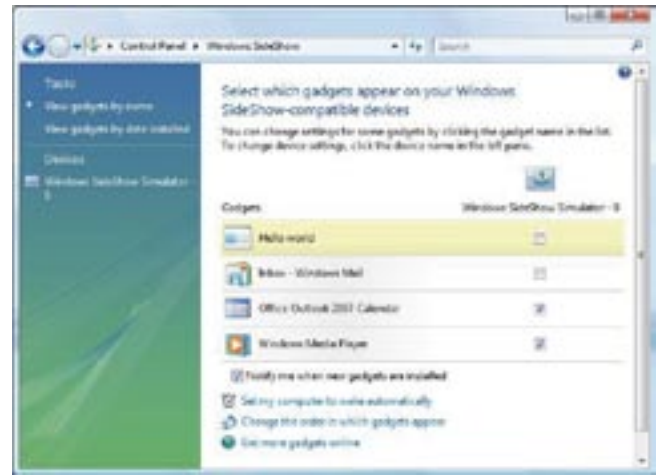 Control Panel ▸ Windows SideShow
Search
Tasks
View gadgets by name
View gadgets by date installed
Devices
Windows SideShow Simulator -
Select which gadgets appear on your Windows
SideShow-compatible devices
You can change settings for some gadgets by clicking the gadget name in the list.
To change device settings, click the device name in the left pane.
Gadgets
Windows SideShow Simulator -
Hello world
Inbox - Windows Mail
Office Outlook 2007 Calendar
Windows Media Player
Notify me when new gadgets are installed
Set my computer to wake automatically
Change the order in which gadgets appear
Get more gadgets online